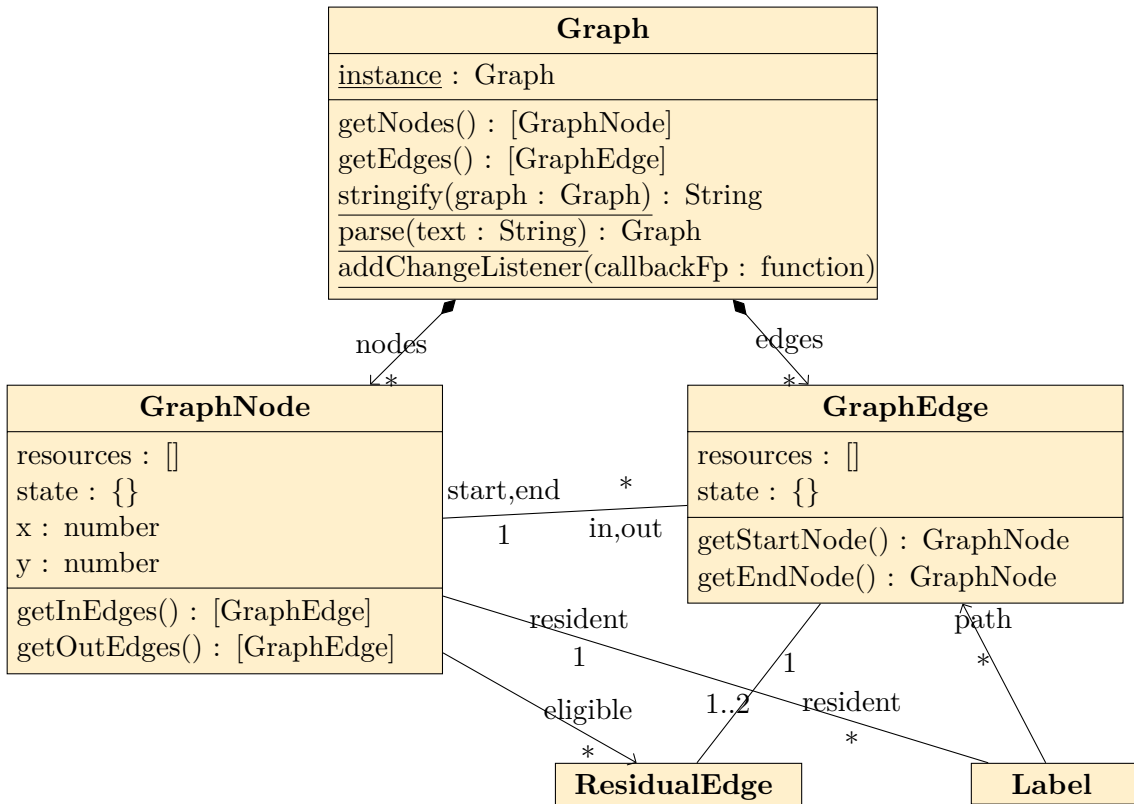 Graph
instance : Graph
getNodes() : [GraphNode]
getEdges() : [GraphEdge]
stringify(graph : Graph) : String
parse(text : String) : Graph
addChangeListener(callbackFp : function)
nodes
*
edges
*
GraphNode
resources : []
state : {}
x : number
y : number
getInEdges() : [GraphEdge]
getOutEdges() : [GraphEdge]
GraphEdge
resources : []
state : {}
getStartNode() : GraphNode
getEndNode() : GraphNode
start,end
1
*
in,out
resident
1
resident
*
eligible
*
1
1..2
path
*
ResidualEdge
Label